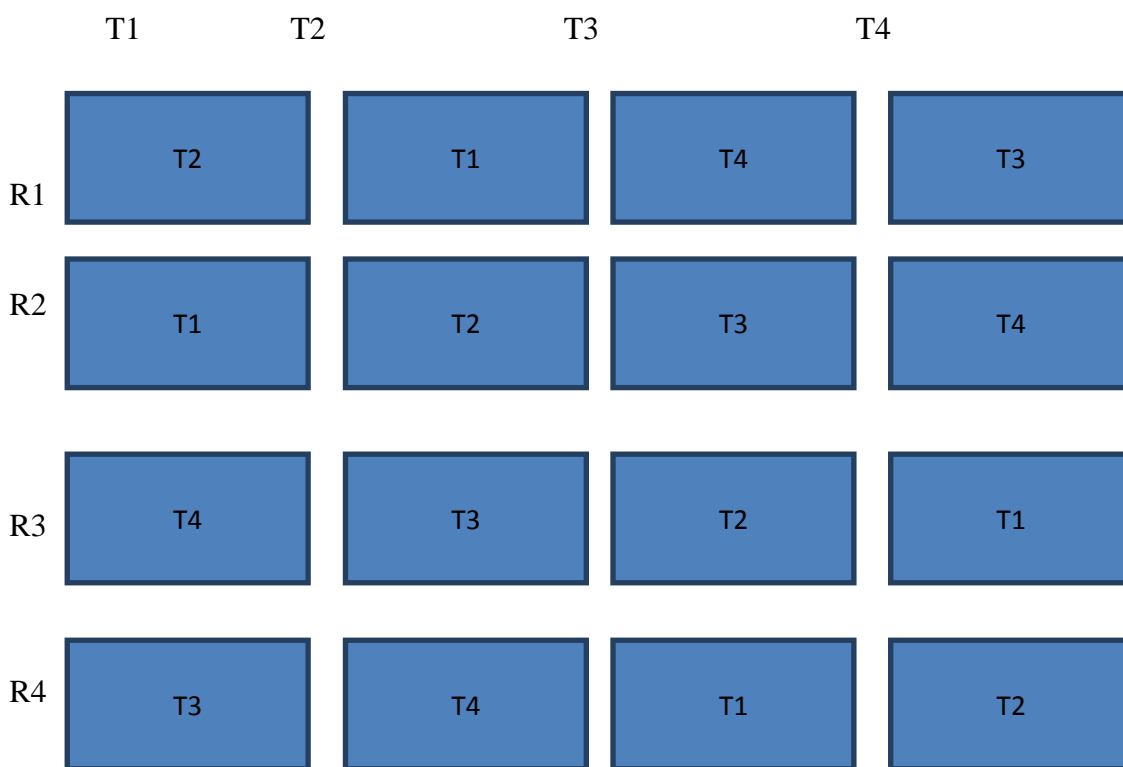 T1 T2 T3 T4
T2 T1 T4 T3
R1
R2
T1 T2 T3 T4
R3
T4 T3 T2 T1
R4
T3 T4 T1 T2